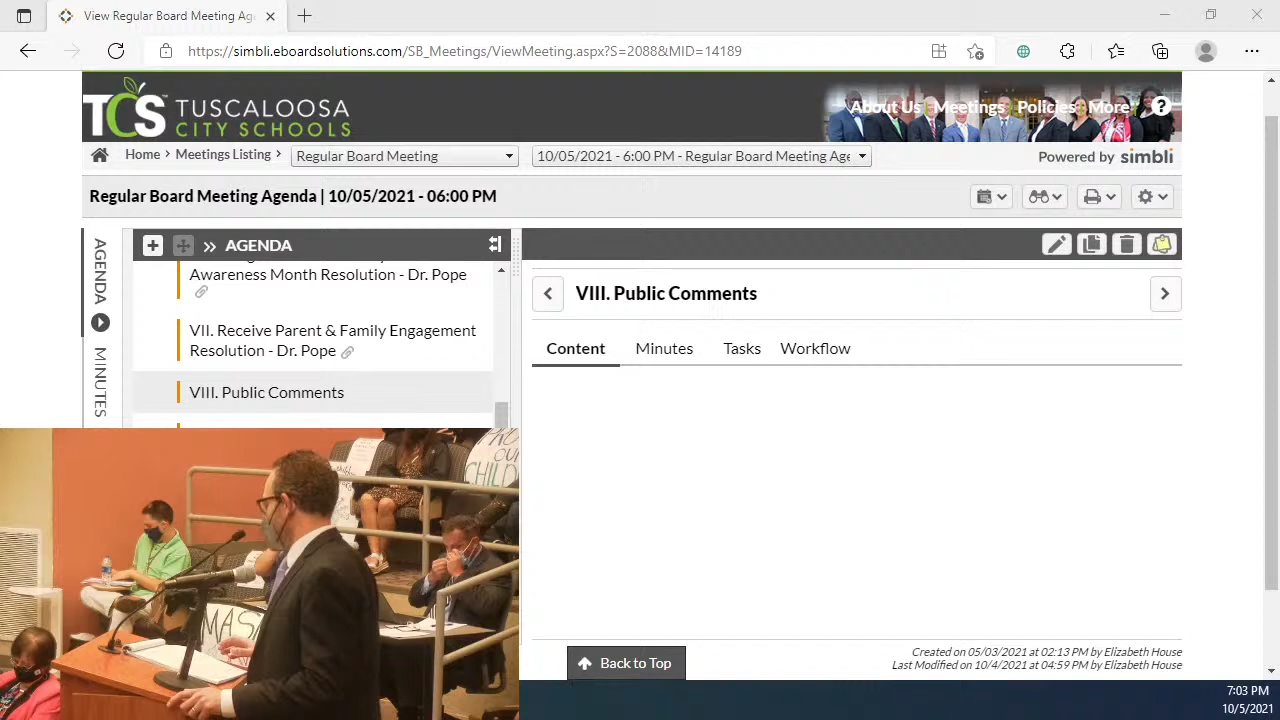 View Regular Board Meeting Age
https://simbli.eboardsolutions.com/SB_Meetings/ViewMeeting.aspx?S=2088&MID=14189
TCS TUSCALOOSA
CITY SCHOOLS
About Us Meetings Policies More
Home Meetings Listing Regular Board Meeting 10/05/2021 - 6:00 PM - Regular Board Meeting Age Powered by simbli
Regular Board Meeting Agenda | 10/05/2021 - 06:00 PM
AGENDA
MINUTES
AGENDA
Awareness Month Resolution - Dr. Pope
VII. Receive Parent & Family Engagement
Resolution - Dr. Pope
VIII. Public Comments
VIII. Public Comments
Content Minutes Tasks Workflow
OUR
CHILD
MAS
Back to Top
Created on 05/03/2021 at 02:13 PM by Elizabeth House
Last Modified on 10/4/2021 at 04:59 PM by Elizabeth House
7:03 PM
10/5/2021